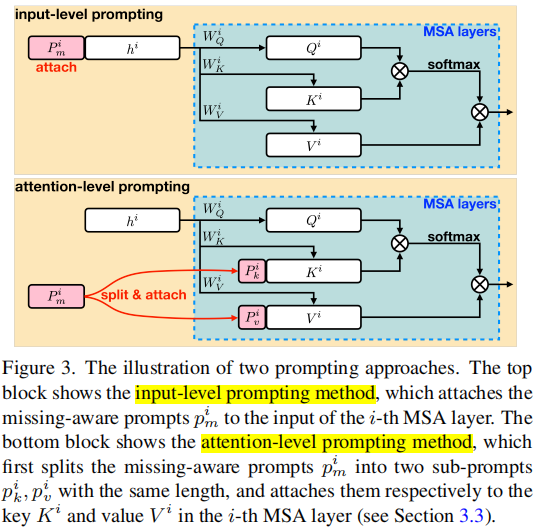 input-level prompting
MSA layers
P_m^i
h^i
attach
W_Q^i
W_K^i
W_V^i
Q^i
K^i
V^i
softmax
attention-level prompting
MSA layers
h^i
W_Q^i
W_K^i
W_V^i
Q^i
P_k^i
K^i
P_m^i
split & attach
P_v^i
V^i
softmax
Figure 3. The illustration of two prompting approaches. The top
block shows the input-level prompting method, which attaches the
missing-aware prompts p_m^i to the input of the i-th MSA layer. The
bottom block shows the attention-level prompting method, which
first splits the missing-aware prompts p_m^i into two sub-prompts
p_k^i, p_v^i with the same length, and attaches them respectively to the
key K^i and value V^i in the i-th MSA layer (see Section 3.3).